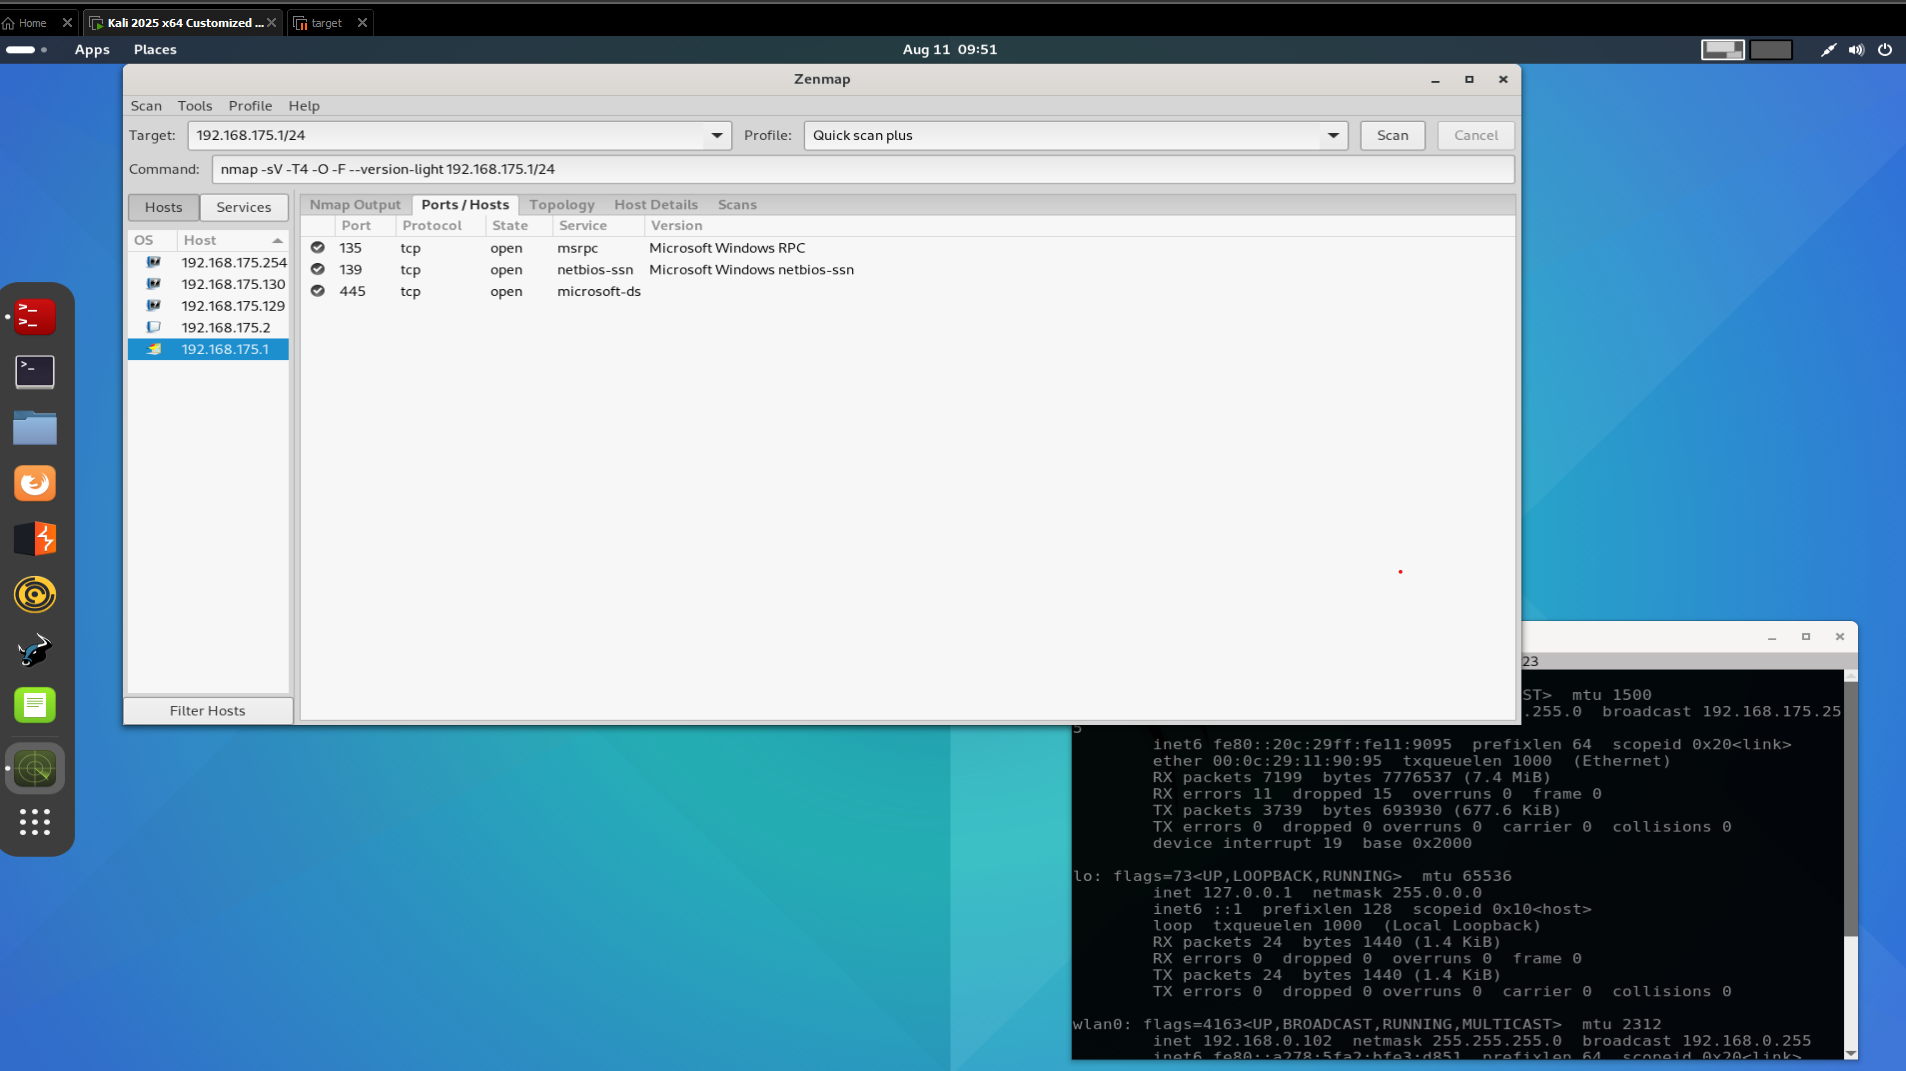 Home
Kali 2025 x64 Customized ...
target
Apps Places Aug 11 09:51
Zenmap
Scan Tools Profile Help
Target: 192.168.175.1/24 Profile: Quick scan plus Scan Cancel
Command: nmap -sV -T4 -O -F --version-light 192.168.175.1/24
Hosts Services
OS Host
192.168.175.254
192.168.175.130
192.168.175.129
192.168.175.2
192.168.175.1
Filter Hosts
Nmap Output Ports / Hosts Topology Host Details Scans
Port Protocol State Service Version
135 tcp open msrpc Microsoft Windows RPC
139 tcp open netbios-ssn Microsoft Windows netbios-ssn
445 tcp open microsoft-ds
23
ST> mtu 1500
.255.0 broadcast 192.168.175.25
5
inet6 fe80::20c:29ff:fe11:9095 prefixlen 64 scopeid 0x20<link>
ether 00:0c:29:11:90:95 txqueuelen 1000 (Ethernet)
RX packets 7199 bytes 7776537 (7.4 MiB)
RX errors 11 dropped 15 overruns 0 frame 0
TX packets 3739 bytes 693930 (677.6 KiB)
TX errors 0 dropped 0 overruns 0 carrier 0 collisions 0
device interrupt 19 base 0x2000
lo: flags=73<UP,LOOPBACK,RUNNING> mtu 65536
inet 127.0.0.1 netmask 255.0.0.0
inet6 ::1 prefixlen 128 scopeid 0x10<host>
loop txqueuelen 1000 (Local Loopback)
RX packets 24 bytes 1440 (1.4 KiB)
RX errors 0 dropped 0 overruns 0 frame 0
TX packets 24 bytes 1440 (1.4 KiB)
TX errors 0 dropped 0 overruns 0 carrier 0 collisions 0
wlan0: flags=4163<UP,BROADCAST,RUNNING,MULTICAST> mtu 2312
inet 192.168.0.102 netmask 255.255.255.0 broadcast 192.168.0.255
inet6 fe80::a278:5fa2:bfe3:d851 prefixlen 64 scopeid 0x20<link>